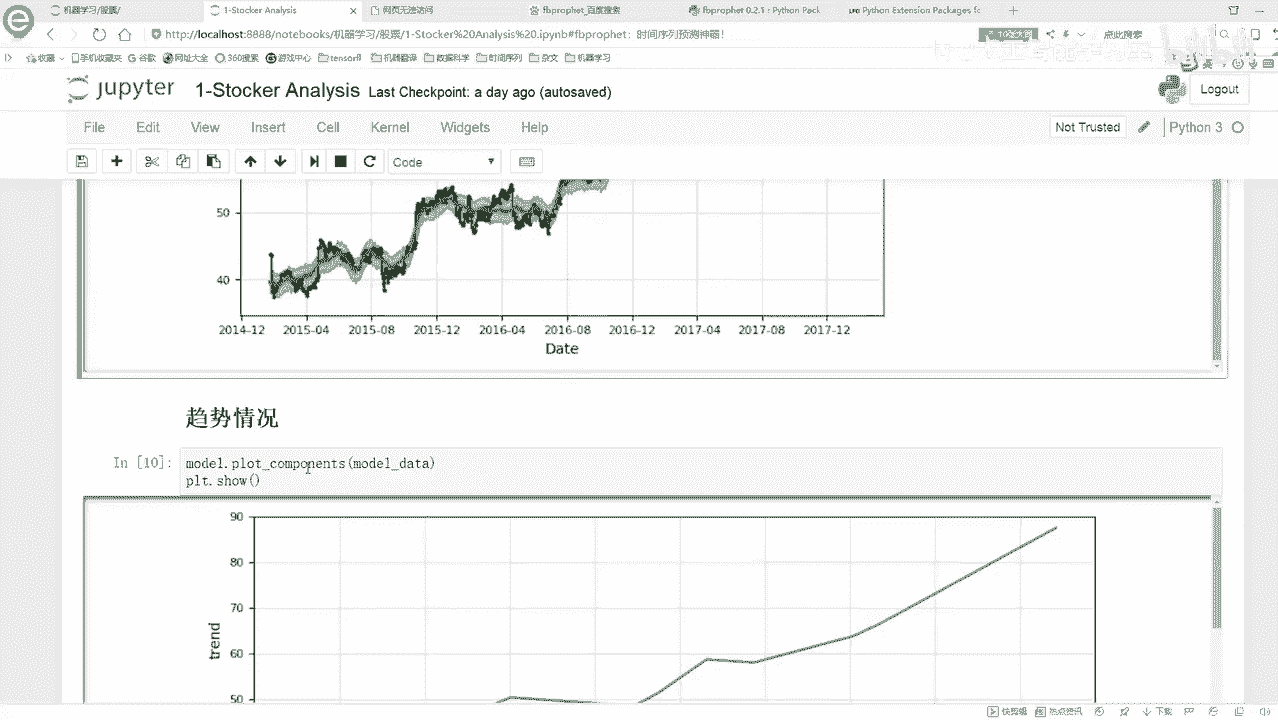 机器学习/股票/
1-Stocker Analysis
网页无法访问
fbprophet_百度搜索
fbprophet 0.2.1 : Python Pack
Python Extension Packages fo
http://localhost:8888/notebooks/机器学习/股票/1-Stocker%20Analysis%20.ipynb#fbprophet：时间序列预测神器！
点此搜索
收藏
手机收藏夹
谷歌
网址大全
360搜索
游戏中心
机器翻译
数据科学
时间序列
杂文
机器学习
jupyter
1-Stocker Analysis
Last Checkpoint: a day ago (autosaved)
Logout
File
Edit
View
Insert
Cell
Kernel
Widgets
Help
Not Trusted
Python 3
Code
50
40
2014-12
2015-04
2015-08
2015-12
2016-04
2016-08
2016-12
2017-04
2017-08
2017-12
Date
趋势情况
In [10]:
model.plot_components(model_data)
plt.show()
90
80
70
60
50
trend
快剪辑
热点资讯
下载